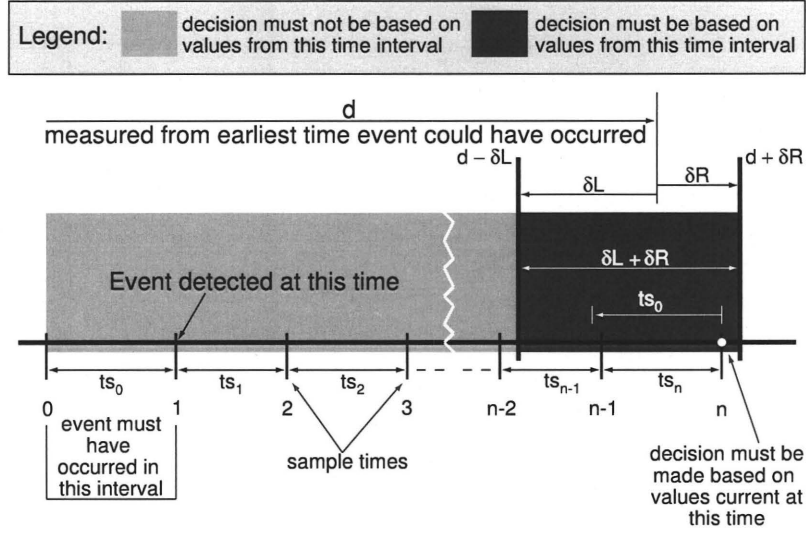 Legend:
decision must not be based on
values from this time interval
decision must be based on
values from this time interval
d
measured from earliest time event could have occurred
d – δL
d + δR
δL
δR
δL + δR
Event detected at this time
ts₀
ts₀
ts₁
ts₂
tsₙ₋₁
tsₙ
0
1
2
3
n-2
n-1
n
event must
have
occurred in
this interval
sample times
decision must be
made based on
values current at
this time